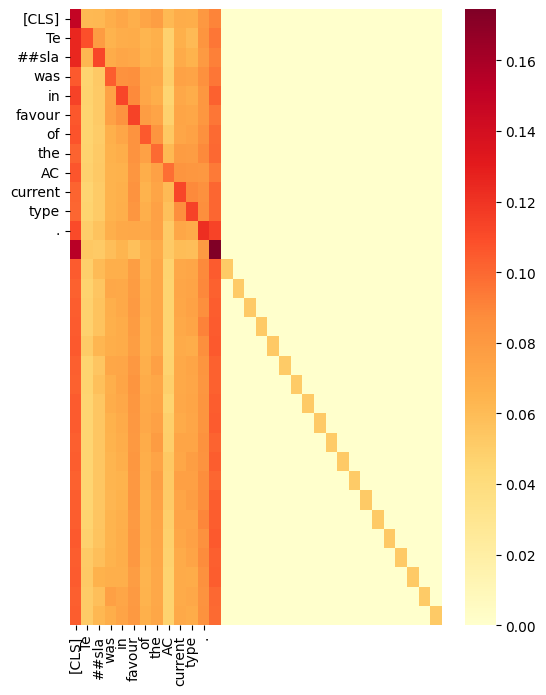 [CLS]
Te
##sla
was
in
favour
of
the
AC
current
type
.
0.16
0.14
0.12
0.10
0.08
0.06
0.04
0.02
0.00
[CLS] Te ##sla was in favour of the AC current type .